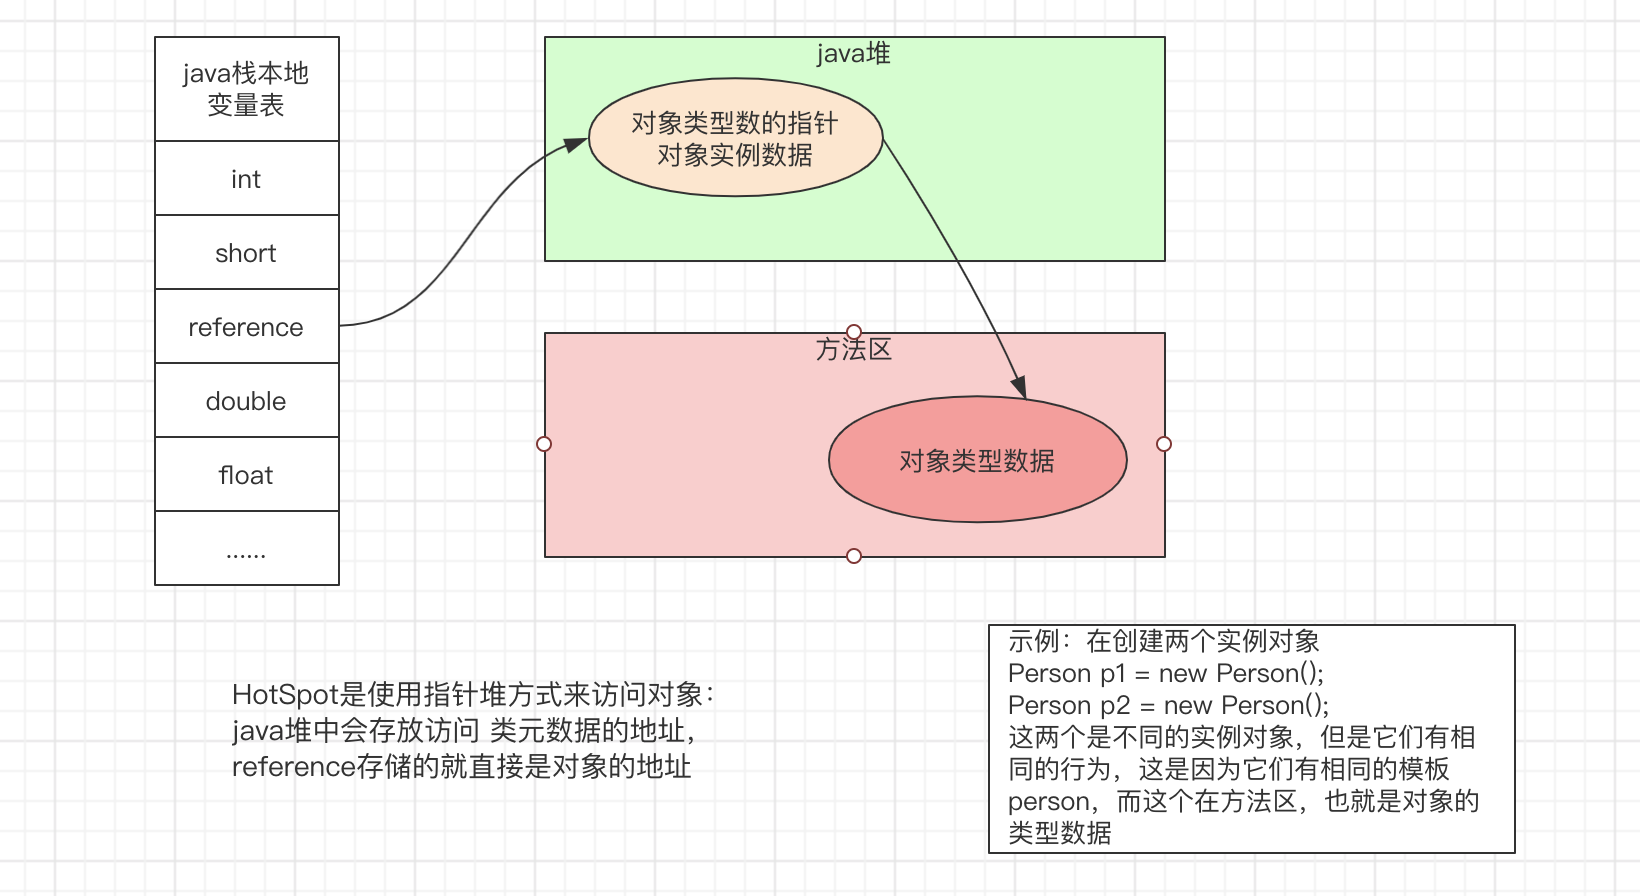 java栈本地
变量表
int
short
reference
double
float
......
java堆
对象类型数的指针
对象实例数据
方法区
对象类型数据
HotSpot是使用指针堆方式来访问对象：
java堆中会存放访问 类元数据的地址，
reference存储的就直接是对象的地址
示例：在创建两个实例对象
Person p1 = new Person();
Person p2 = new Person();
这两个是不同的实例对象，但是它们有相
同的行为，这是因为它们有相同的模板
person，而这个在方法区，也就是对象的
类型数据